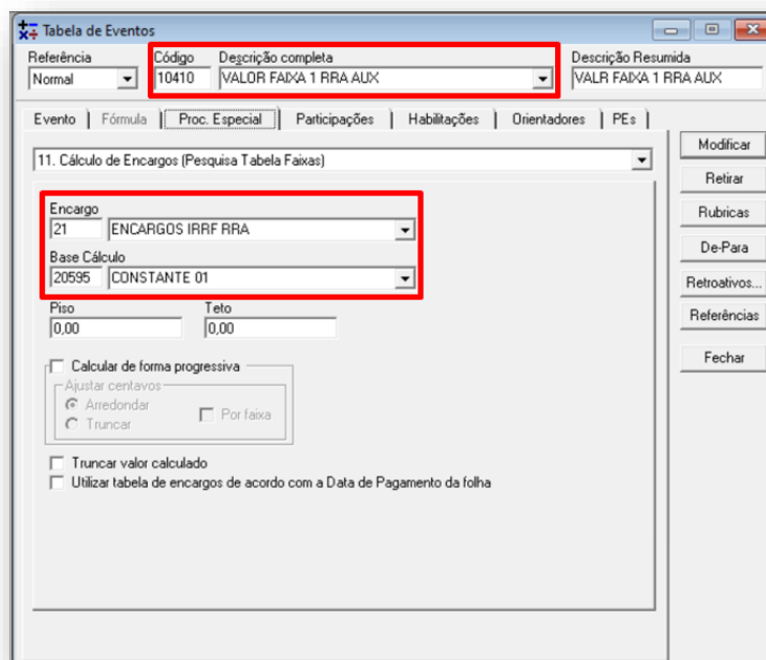 Tabela de Eventos
Referência Código Descrição completa Descrição Resumida
Normal 10410 VALOR FAIXA 1 RRA AUX VALR FAIXA 1 RRA AUX
Evento Fórmula Proc. Especial Participações Habilitações Orientadores PEs
Modificar
11. Cálculo de Encargos (Pesquisa Tabela Faixas)
Retirar
Encargo
Rubricas
21 ENCARGOS IRRF RRA
De-Para
Base Cálculo
20595 CONSTANTE 01
Retroativos...
Piso Teto
Referências
0,00 0,00
Fechar
Calcular de forma progressiva
Ajustar centavos
Arredondar
Por faixa
Truncar
Truncar valor calculado
Utilizar tabela de encargos de acordo com a Data de Pagamento da folha